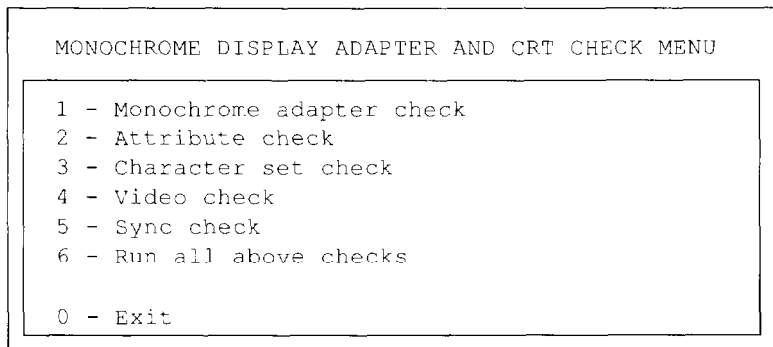 MONOCHROME DISPLAY ADAPTER AND CRT CHECK MENU
1 - Monochrome adapter check
2 - Attribute check
3 - Character set check
4 - Video check
5 - Sync check
6 - Run all above checks
0 - Exit